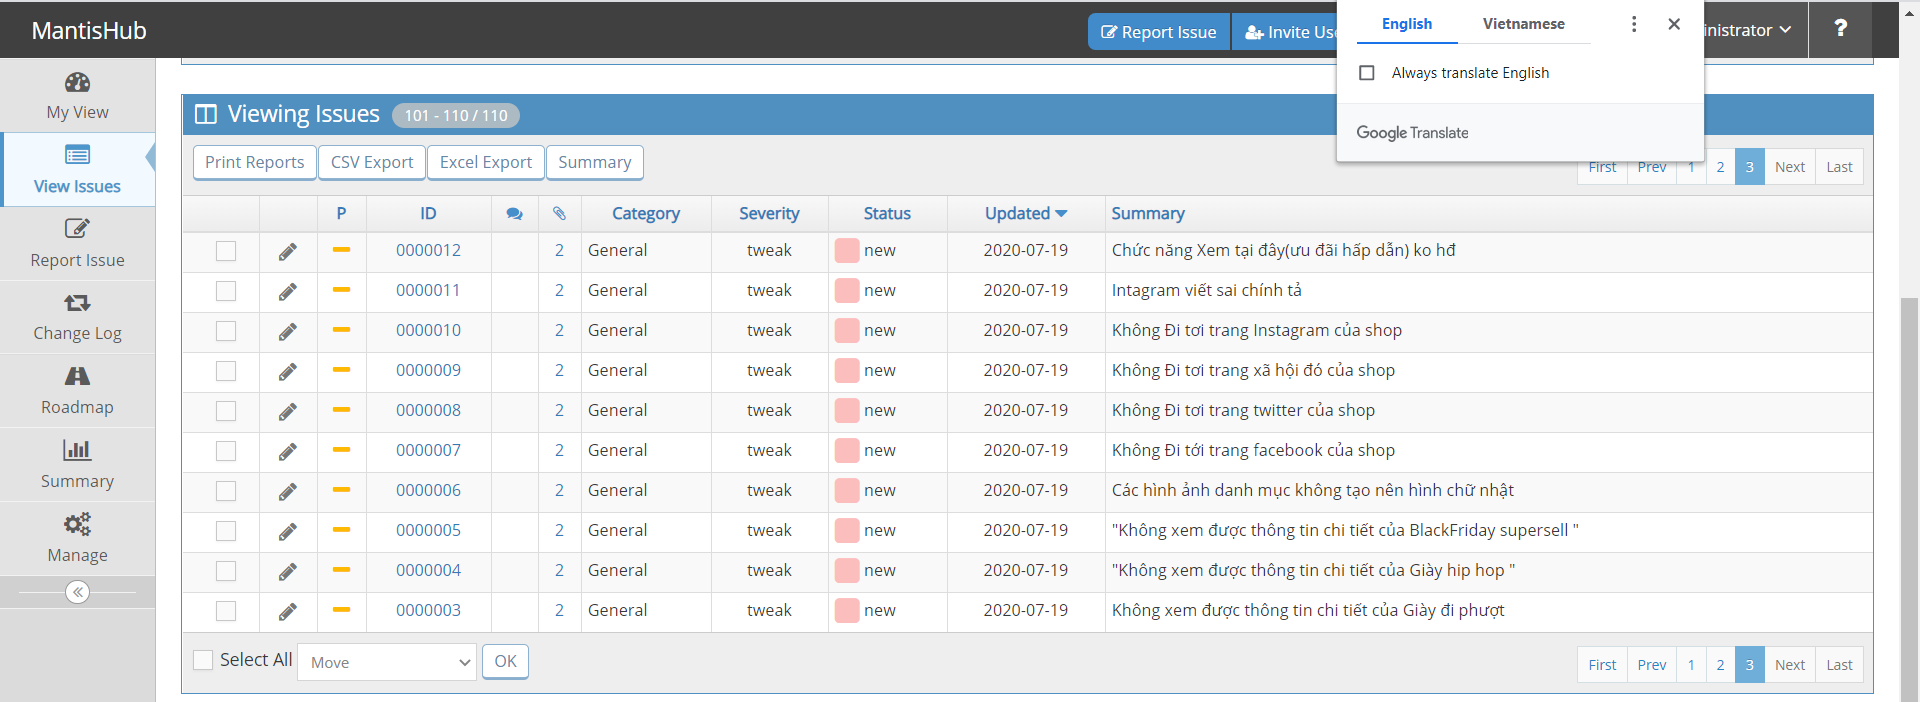 MantisHub
Report Issue
Invite Use
inistrator
?
English
Vietnamese
Always translate English
Google Translate
My View
View Issues
Report Issue
Change Log
Roadmap
Summary
Manage
Viewing Issues 101 - 110 / 110
Print Reports CSV Export Excel Export Summary
First Prev 1 2 3 Next Last
P ID Category Severity Status Updated Summary
0000012 2 General tweak new 2020-07-19 Chức năng Xem tại đây(ưu đãi hấp dẫn) ko hđ
0000011 2 General tweak new 2020-07-19 Intagram viết sai chính tả
0000010 2 General tweak new 2020-07-19 Không Đi tơi trang Instagram của shop
0000009 2 General tweak new 2020-07-19 Không Đi tơi trang xã hội đó của shop
0000008 2 General tweak new 2020-07-19 Không Đi tơi trang twitter của shop
0000007 2 General tweak new 2020-07-19 Không Đi tới trang facebook của shop
0000006 2 General tweak new 2020-07-19 Các hình ảnh danh mục không tạo nên hình chữ nhật
0000005 2 General tweak new 2020-07-19 "Không xem được thông tin chi tiết của BlackFriday supersell "
0000004 2 General tweak new 2020-07-19 "Không xem được thông tin chi tiết của Giày hip hop "
0000003 2 General tweak new 2020-07-19 Không xem được thông tin chi tiết của Giày đi phượt
Select All Move OK
First Prev 1 2 3 Next Last